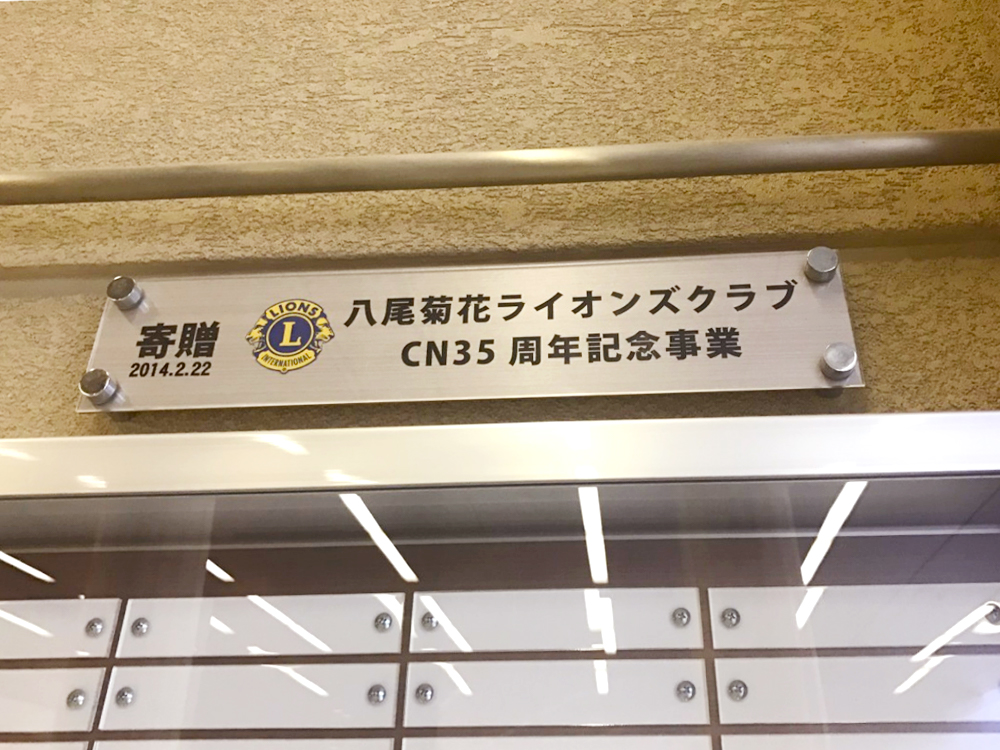 寄贈
2014.2.22
LIONS
L
INTERNATIONAL
八尾菊花ライオンズクラブ
CN35 周年記念事業